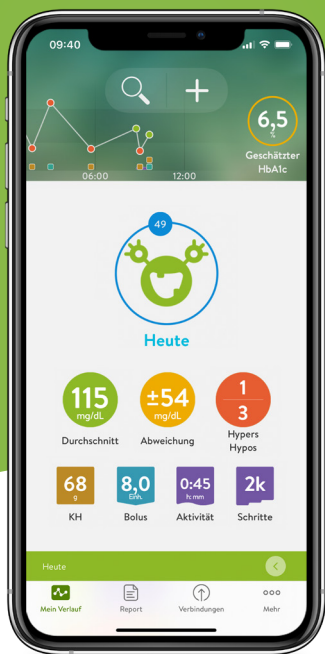 09:40
6,5
%
Geschätzter
HbA1c
06:00
12:00
49
Heute
115
mg/dL
Durchschnitt
±54
mg/dL
Abweichung
1
3
Hypers
Hypos
68
g
KH
8,0
Einh.
Bolus
0:45
h: mm
Aktivität
2k
Schritte
Heute
Mein Verlauf
Report
Verbindungen
Mehr